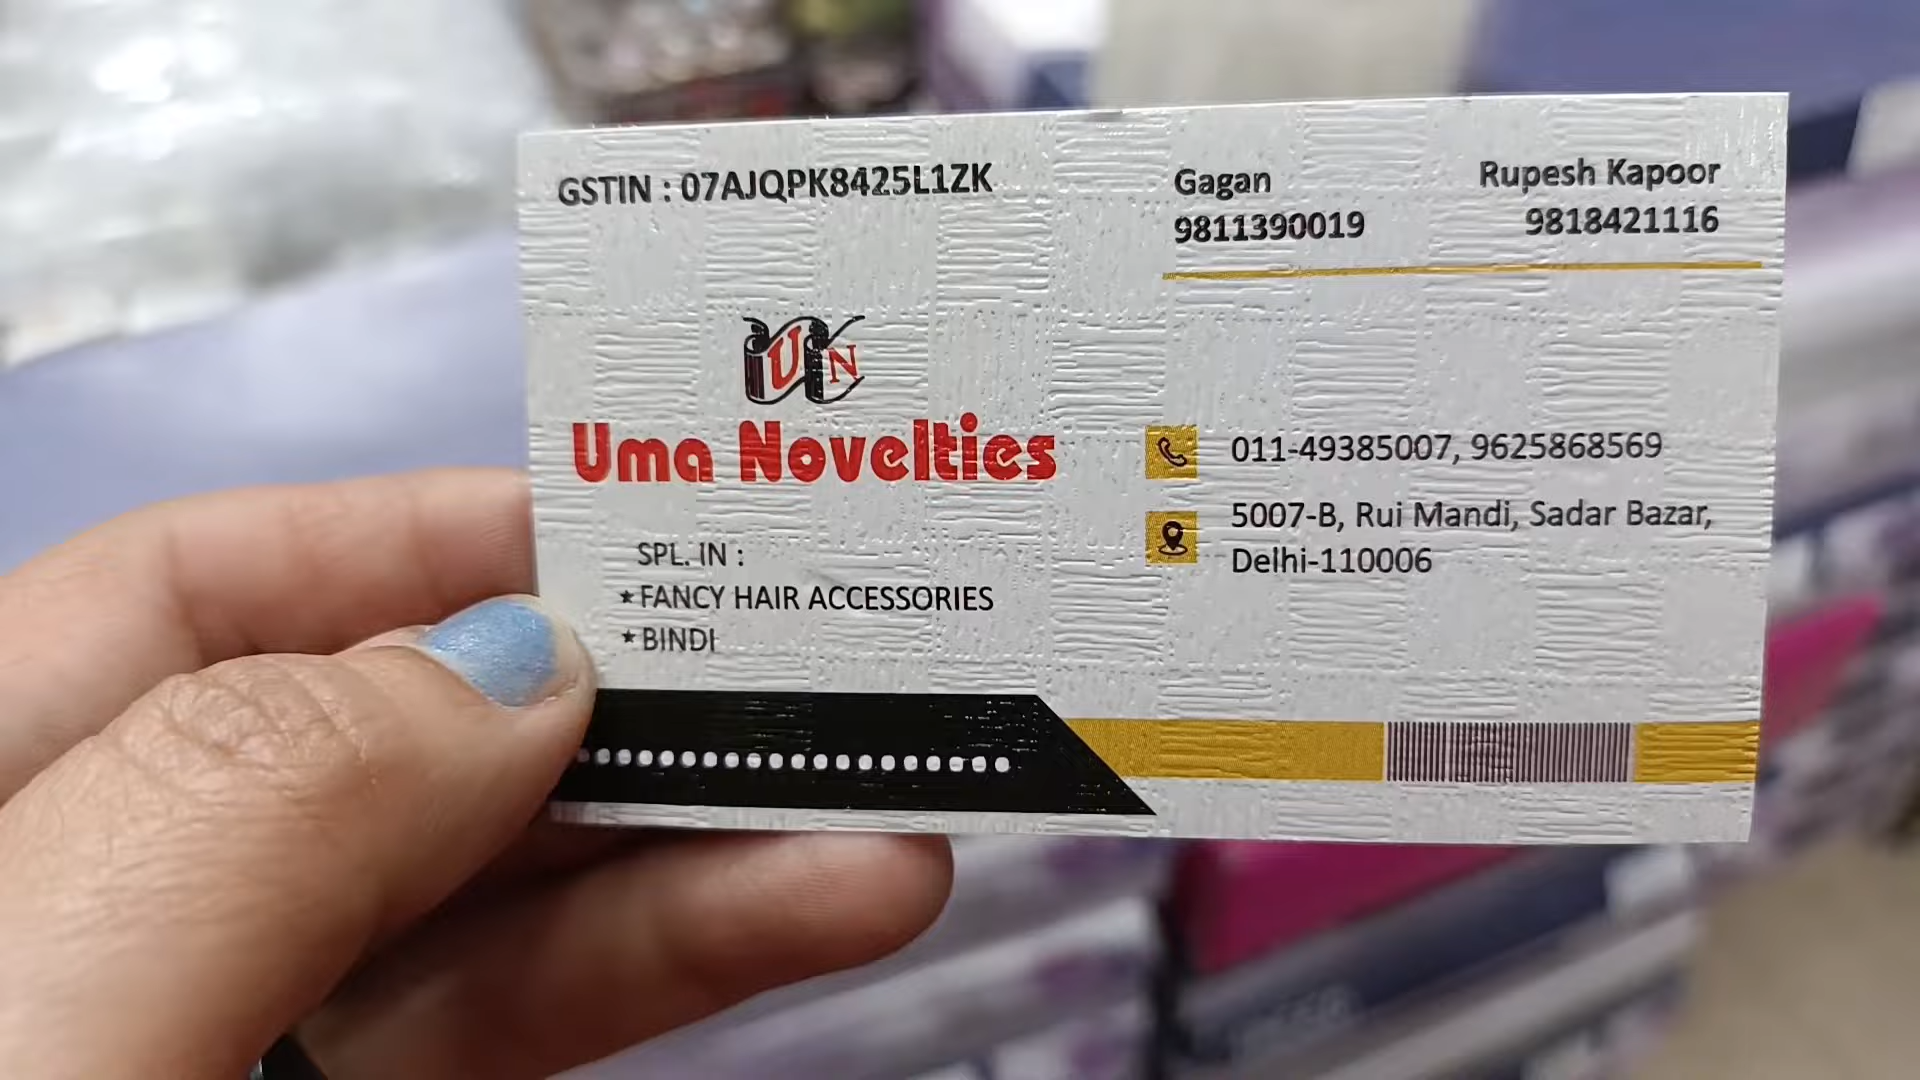 GSTIN : 07AJQPK8425L1ZK
Gagan
9811390019
Rupesh Kapoor
9818421116
UN
Uma Novelties
SPL. IN :
★ FANCY HAIR ACCESSORIES
★ BINDI
011-49385007, 9625868569
5007-B, Rui Mandi, Sadar Bazar,
Delhi-110006